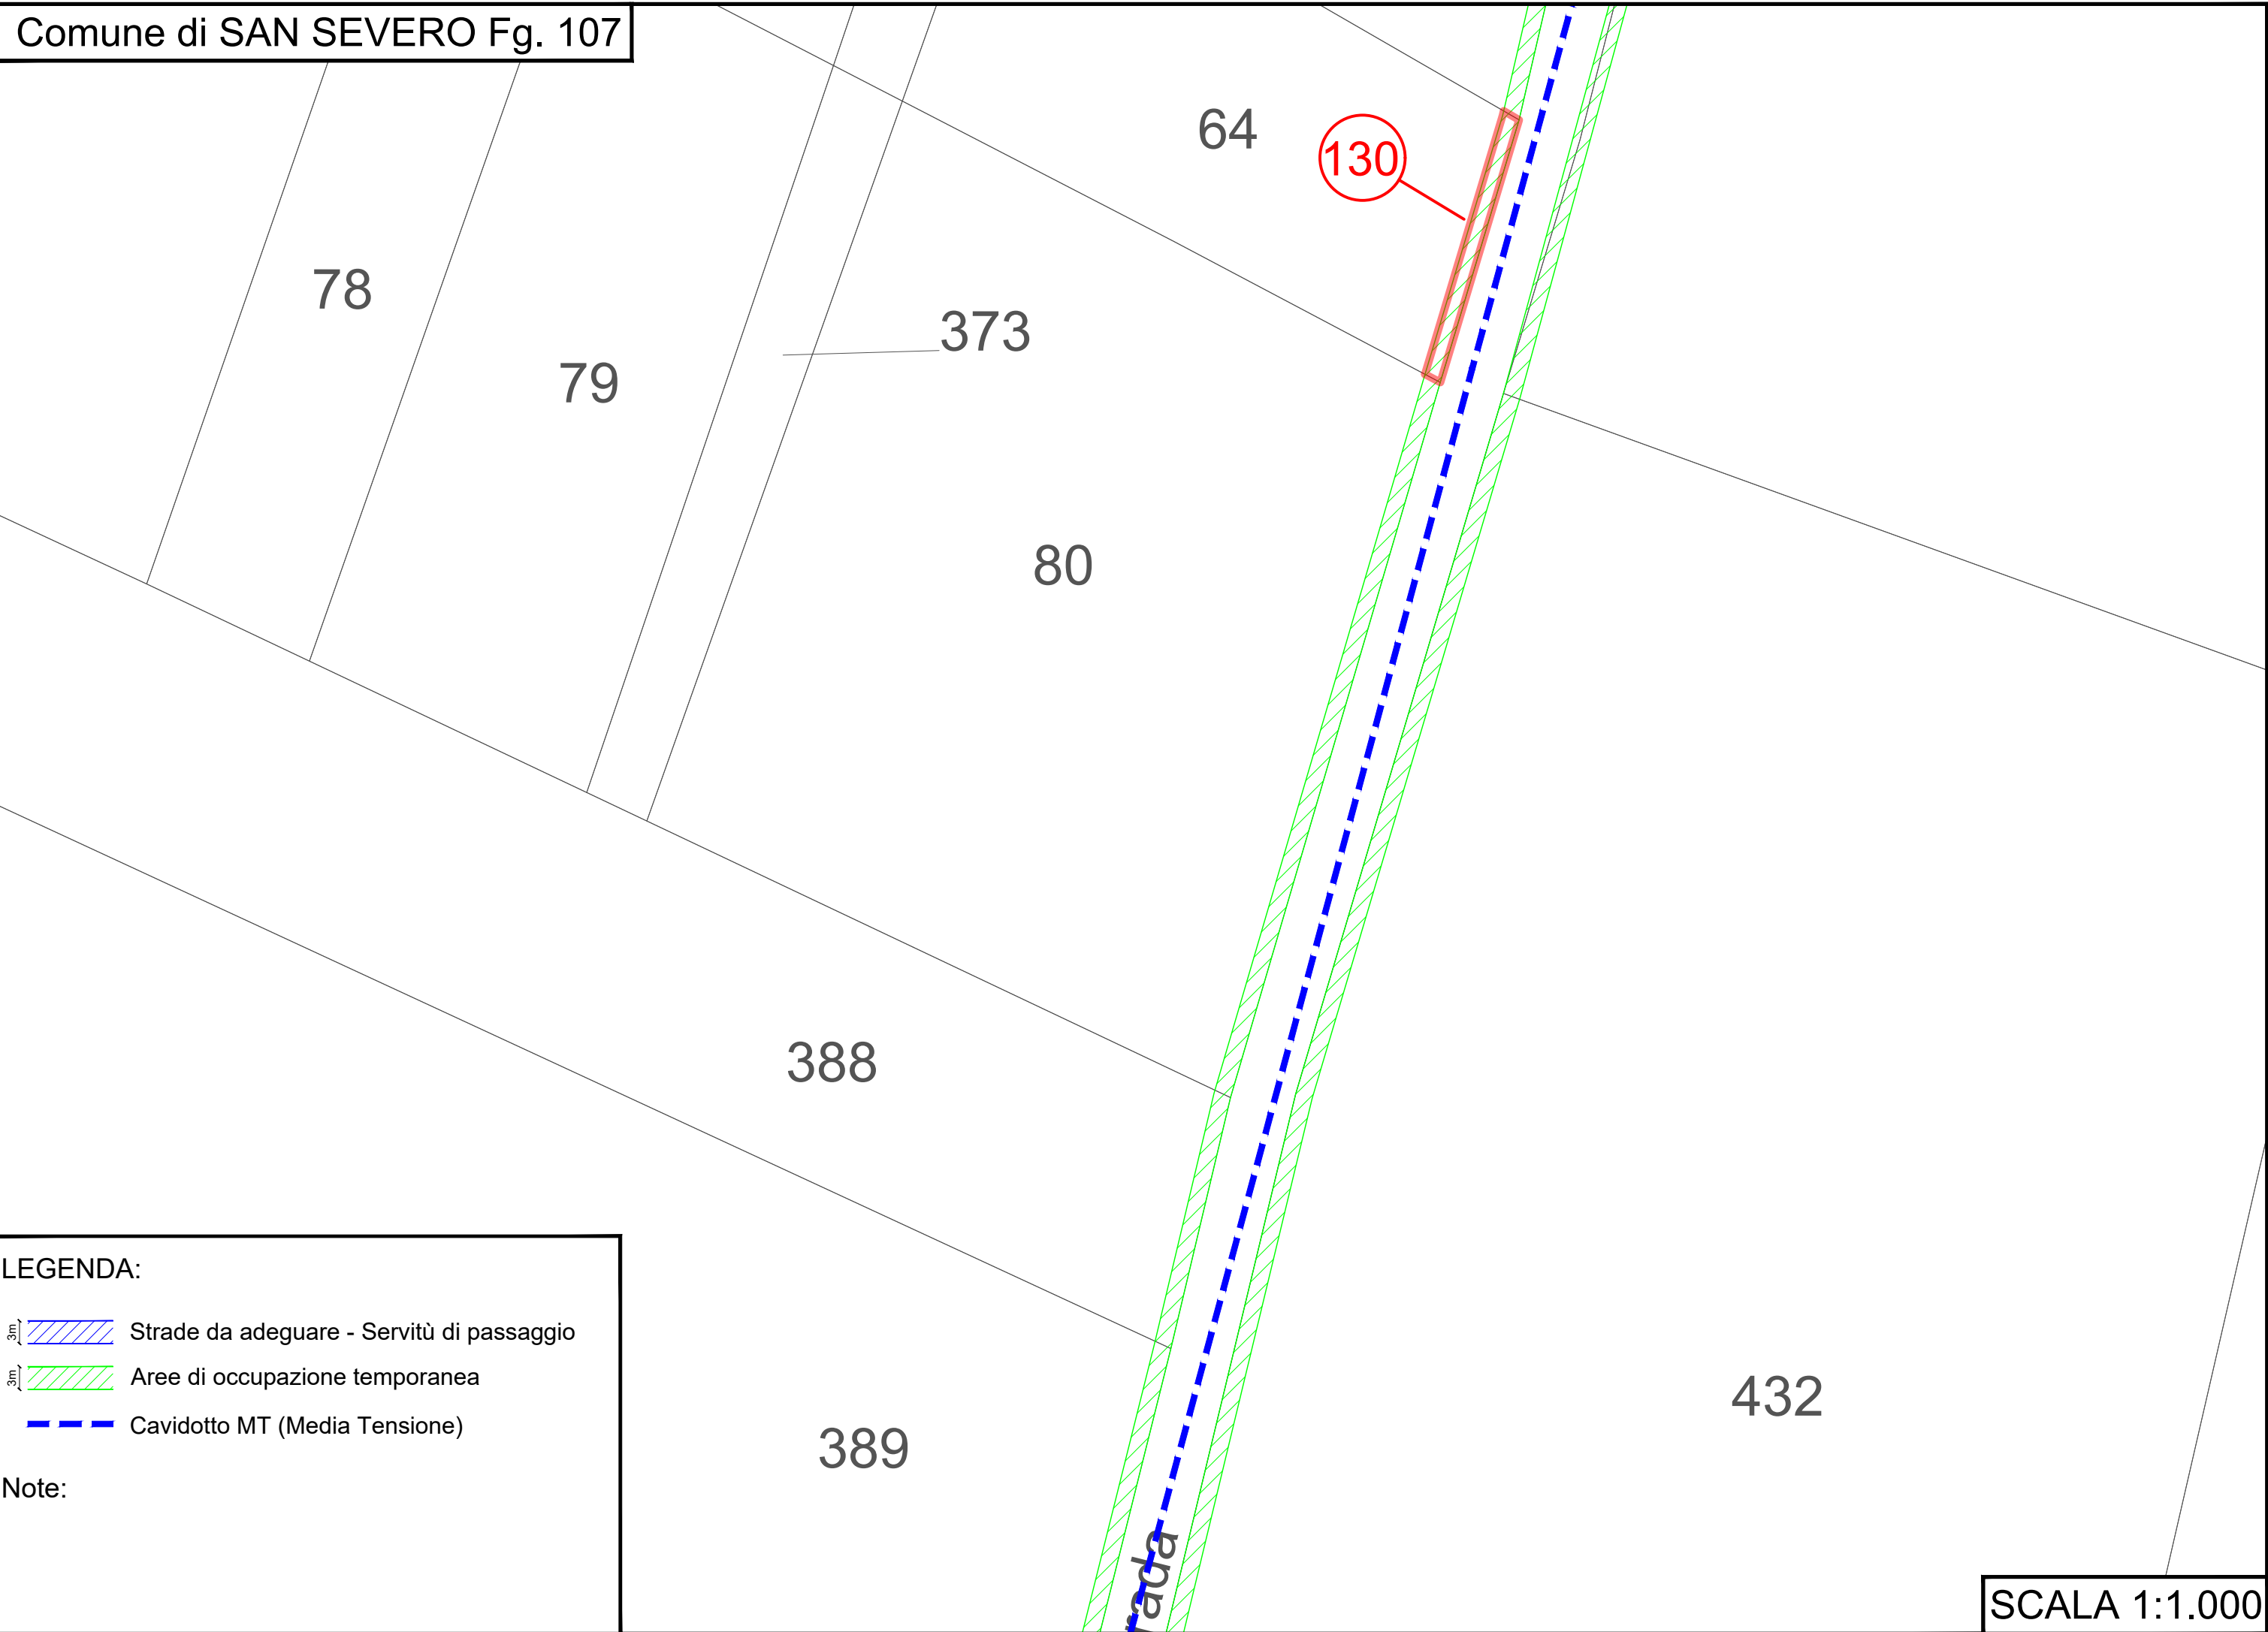 Comune di SAN SEVERO Fg. 107
64
130
78
373
79
80
388
LEGENDA:
3m
Strade da adeguare - Servitù di passaggio
3m
Aree di occupazione temporanea
Cavidotto MT (Media Tensione)
Note:
389
432
rada
SCALA 1:1.000